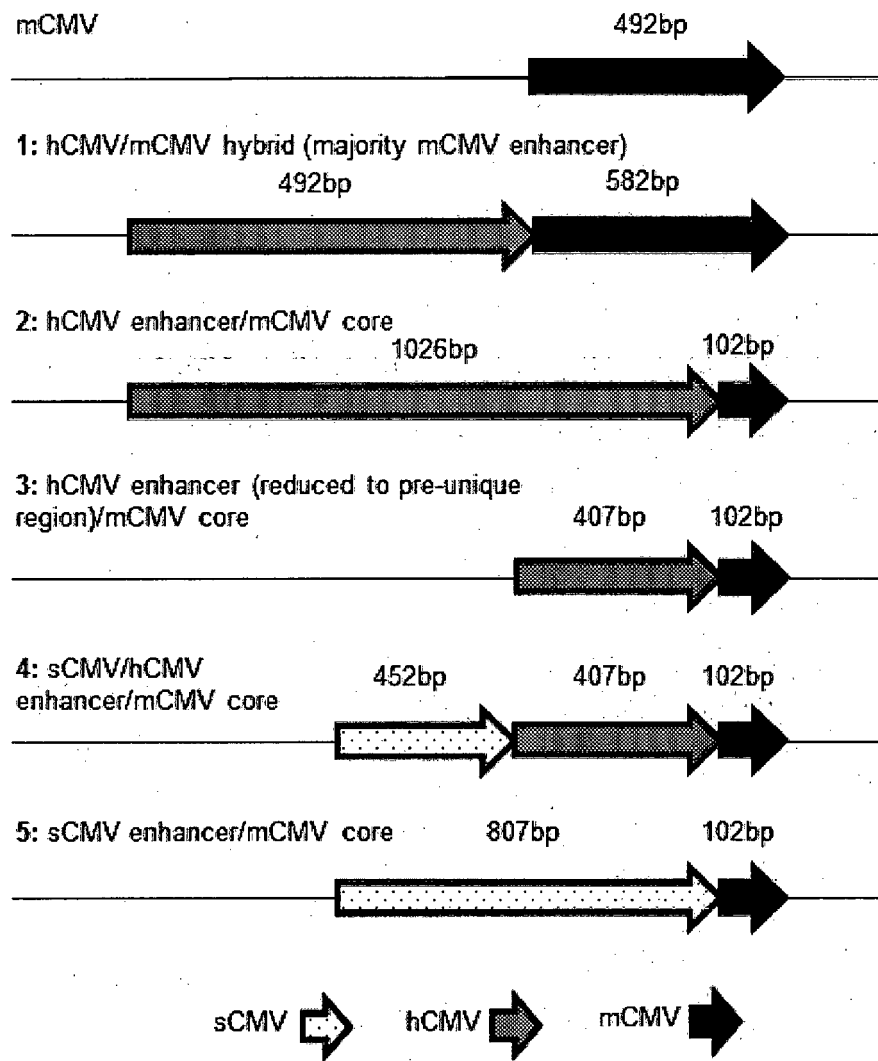 mCMV 492bp
1: hCMV/mCMV hybrid (majority mCMV enhancer)
492bp 582bp
2: hCMV enhancer/mCMV core
1026bp 102bp
3: hCMV enhancer (reduced to pre-unique
region)/mCMV core 407bp 102bp
4: sCMV/hCMV
enhancer/mCMV core 452bp 407bp 102bp
5: sCMV enhancer/mCMV core 807bp 102bp
sCMV hCMV mCMV